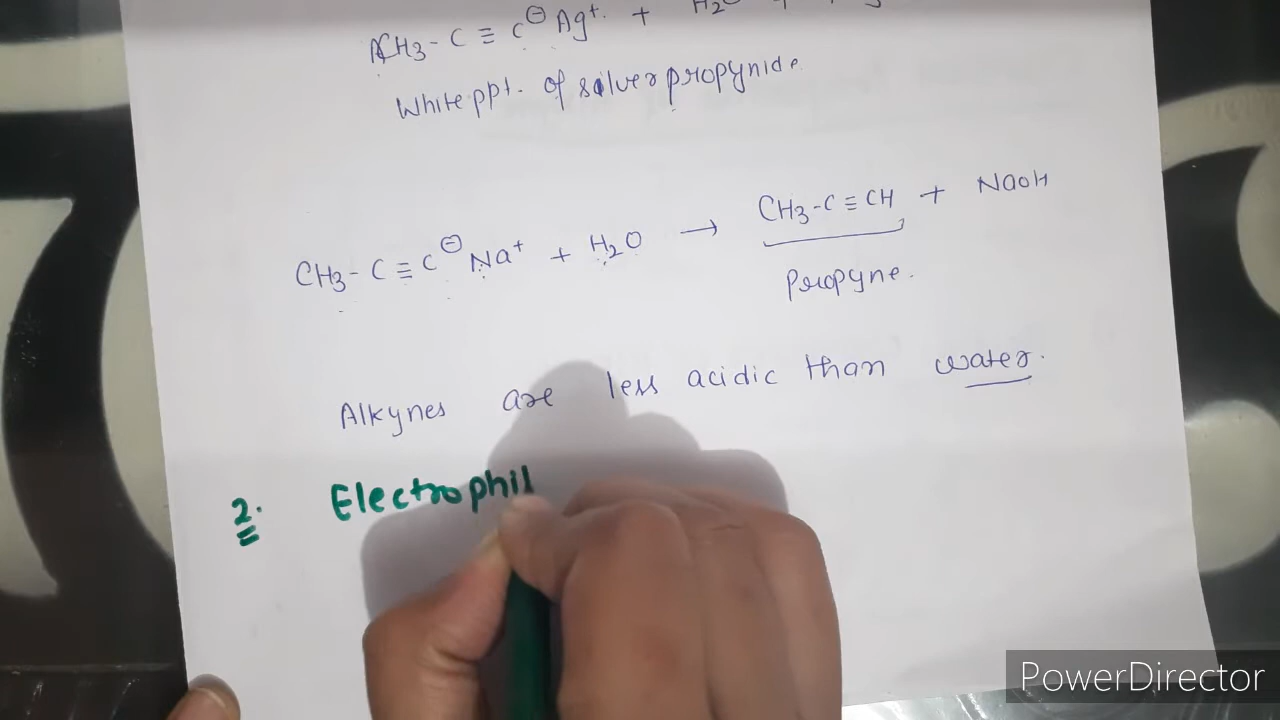 CH3-C≡C⊖Ag+ + H2O
White ppt. of silver propynide
CH3-C≡C⊖Na+ + H2O → CH3-C≡CH + NaOH
Propyne.
Alkynes are less acidic than water.
2. Electrophil
PowerDirector